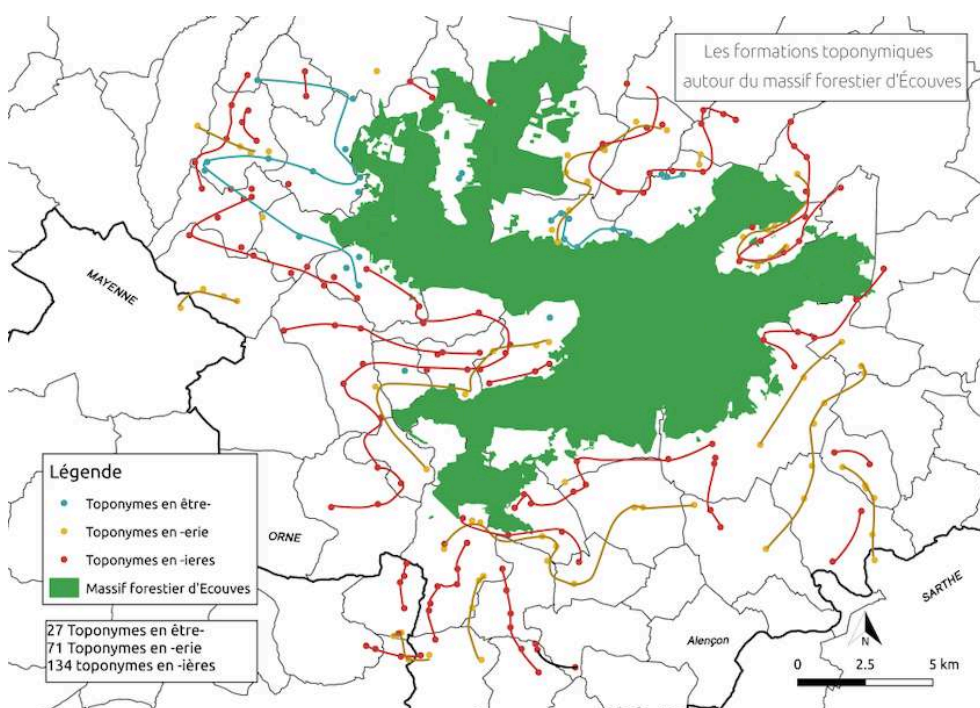 Les formations toponymiques
autour du massif forestier d'Écouves
MAYENNE
Légende
Toponymes en être-
Toponymes en -erie
Toponymes en -ieres
Massif forestier d'Ecouves
ORNE
27 Toponymes en être-
71 Toponymes en -erie
134 toponymes en -ières
Alençon
SARTHE
N
0 2.5 5 km